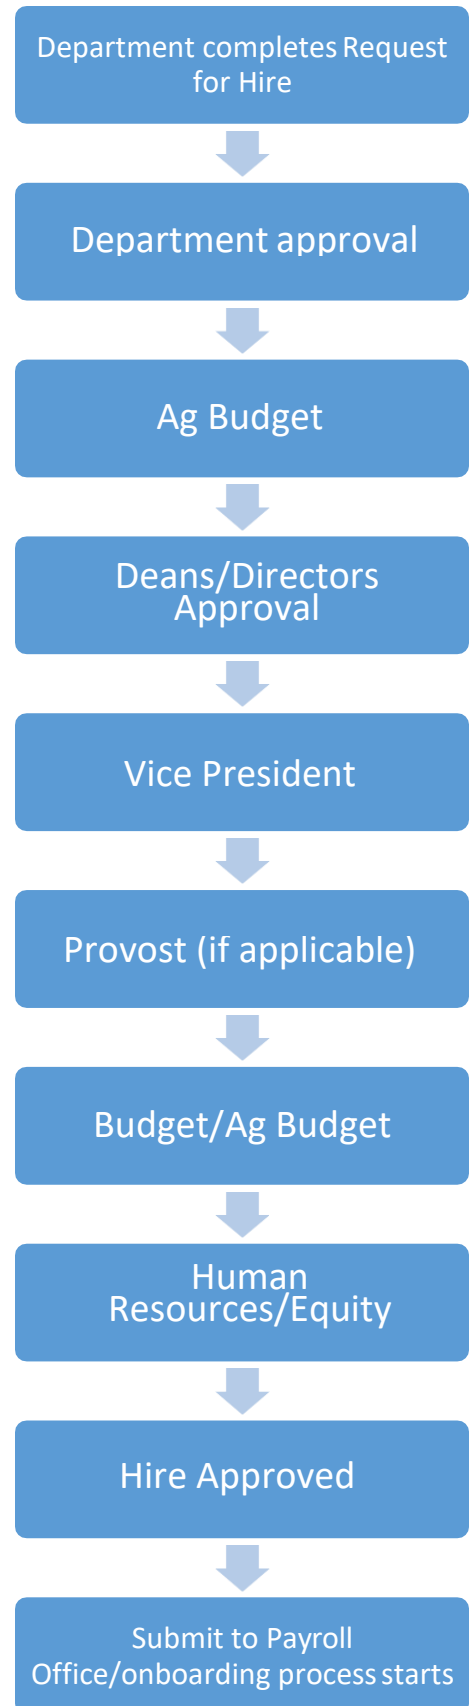 Department completes Request
for Hire
Department approval
Ag Budget
Deans/Directors
Approval
Vice President
Provost (if applicable)
Budget/Ag Budget
Human
Resources/Equity
Hire Approved
Submit to Payroll
Office/onboarding process starts